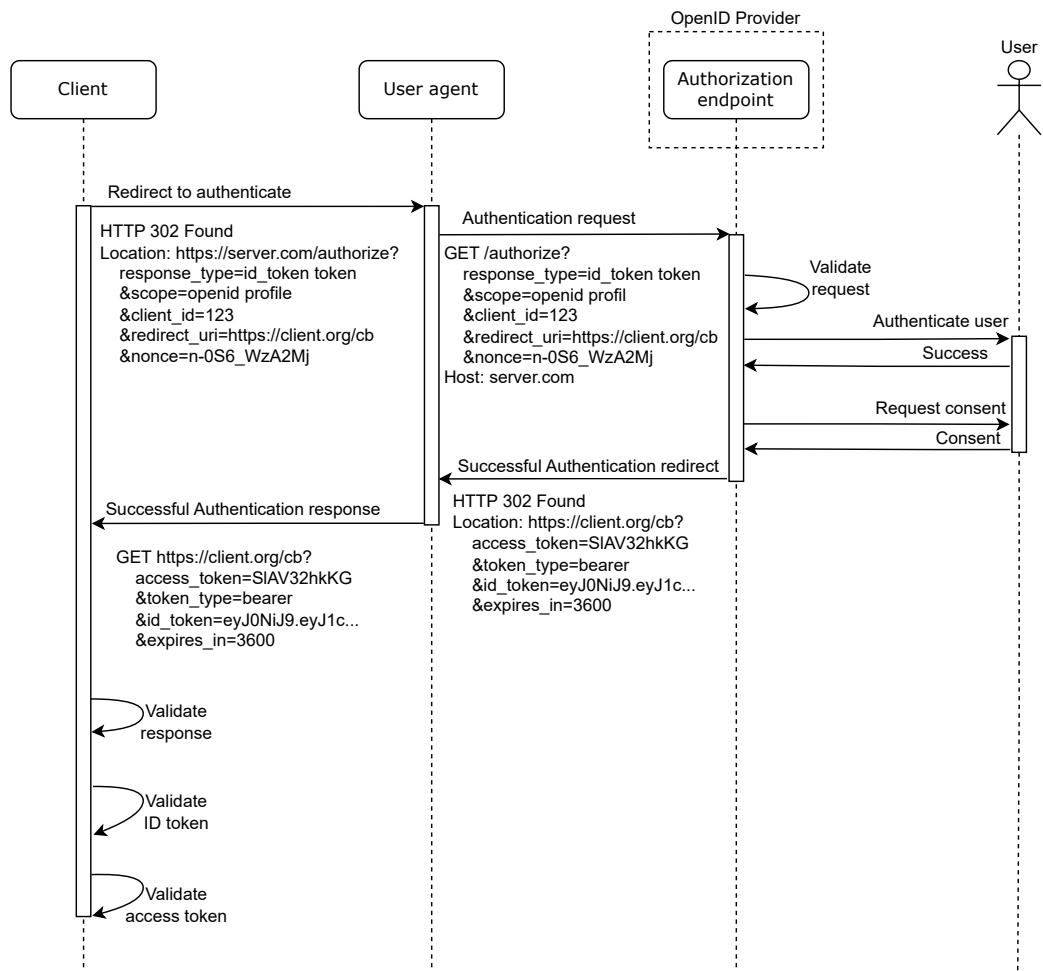 OpenID Provider
User
Client
User agent
Authorization
endpoint
Redirect to authenticate
HTTP 302 Found
Location: https://server.com/authorize?
response_type=id_token token
&scope=openid profile
&client_id=123
&redirect_uri=https://client.org/cb
&nonce=n-0S6_WzA2Mj
Authentication request
GET /authorize?
response_type=id_token token
&scope=openid profil
&client_id=123
&redirect_uri=https://client.org/cb
&nonce=n-0S6_WzA2Mj
Host: server.com
Validate
request
Authenticate user
Success
Request consent
Consent
Successful Authentication redirect
HTTP 302 Found
Location: https://client.org/cb?
access_token=SlAV32hkKG
&token_type=bearer
&id_token=eyJ0NiJ9.eyJ1c...
&expires_in=3600
Successful Authentication response
GET https://client.org/cb?
access_token=SlAV32hkKG
&token_type=bearer
&id_token=eyJ0NiJ9.eyJ1c...
&expires_in=3600
Validate
response
Validate
ID token
Validate
access token